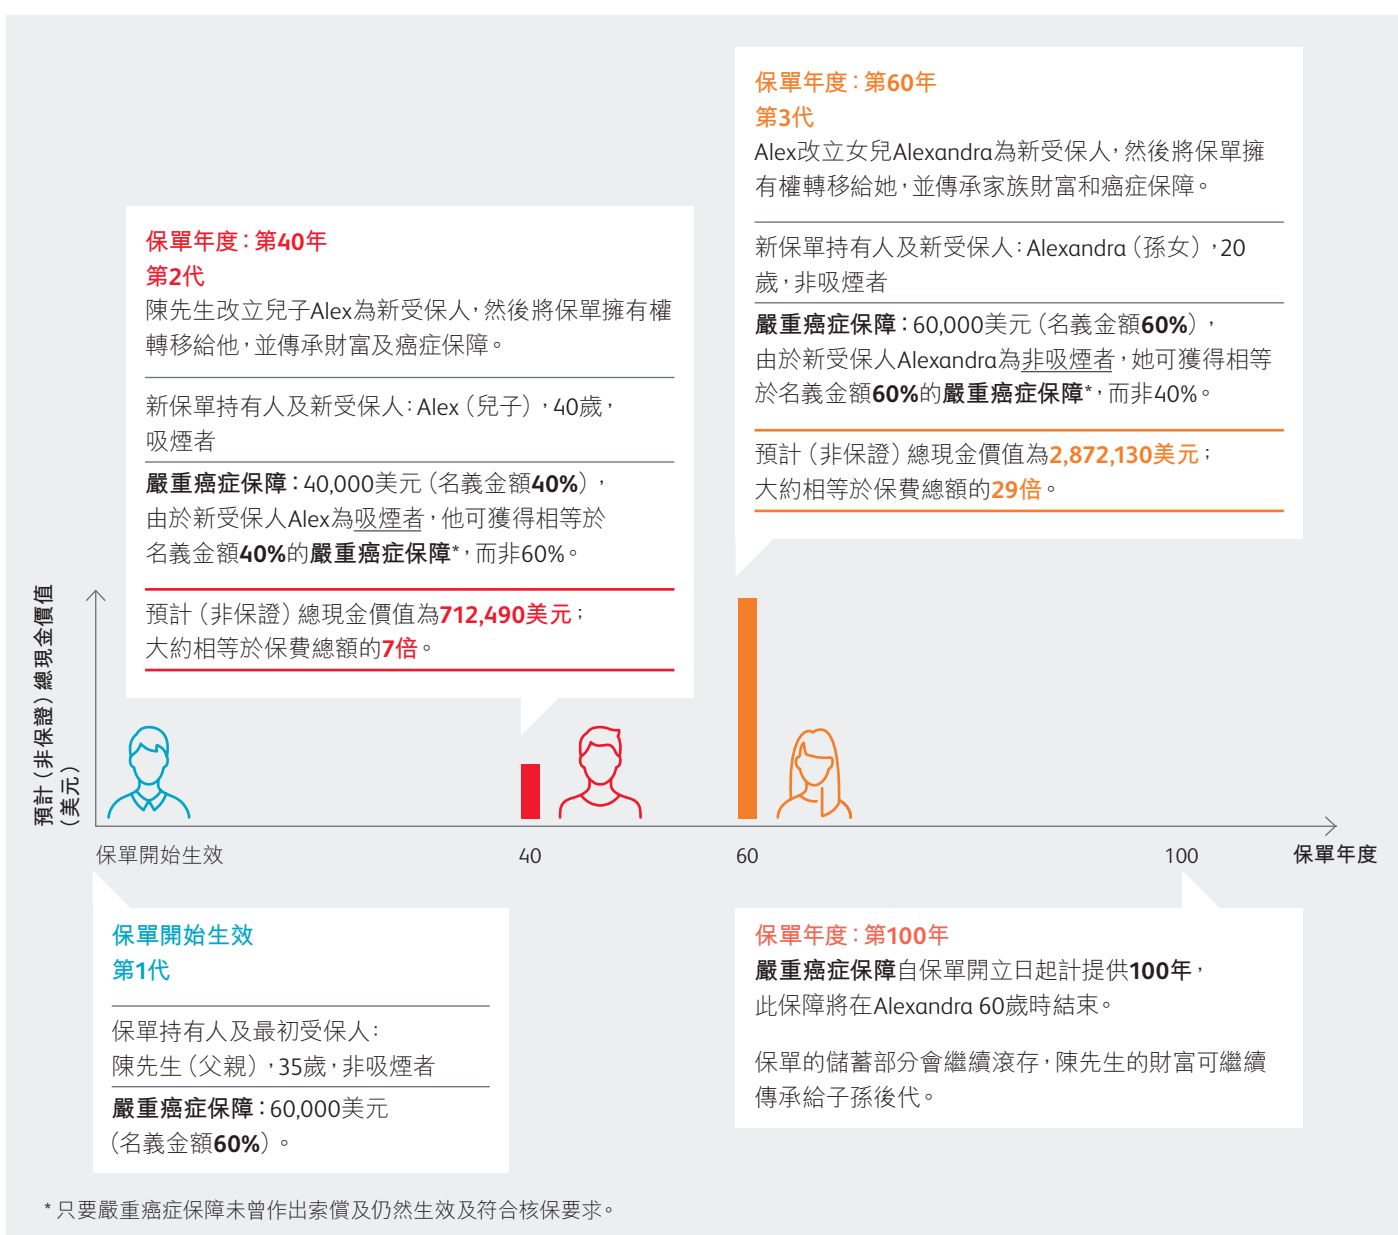 保單年度：第60年
第3代
Alex改立女兒Alexandra為新受保人，然後將保單擁
有權轉移給她，並傳承家族財富和癌症保障。
新保單持有人及新受保人：Alexandra（孫女），20
歲，非吸煙者
嚴重癌症保障：60,000美元（名義金額60%），
由於新受保人Alexandra為非吸煙者，她可獲得相等
於名義金額60%的嚴重癌症保障*，而非40%。
預計（非保證）總現金價值為2,872,130美元；
大約相等於保費總額的29倍。
保單年度：第40年
第2代
陳先生改立兒子Alex為新受保人，然後將保單擁有權
轉移給他，並傳承財富及癌症保障。
新保單持有人及新受保人：Alex（兒子），40歲，
吸煙者
嚴重癌症保障：40,000美元（名義金額40%），
由於新受保人Alex為吸煙者，他可獲得相等於
名義金額40%的嚴重癌症保障*，而非60%。
預計（非保證）總現金價值為712,490美元；
大約相等於保費總額的7倍。
預計（非保證）總現金價值
（美元）
保單開始生效
40
60
100
保單年度
保單開始生效
第1代
保單持有人及最初受保人：
陳先生（父親），35歲，非吸煙者
嚴重癌症保障：60,000美元
（名義金額60%）。
保單年度：第100年
嚴重癌症保障自保單開立日起計提供100年，
此保障將在Alexandra 60歲時結束。
保單的儲蓄部分會繼續滾存，陳先生的財富可繼續
傳承給子孫後代。
* 只要嚴重癌症保障未曾作出索償及仍然生效及符合核保要求。